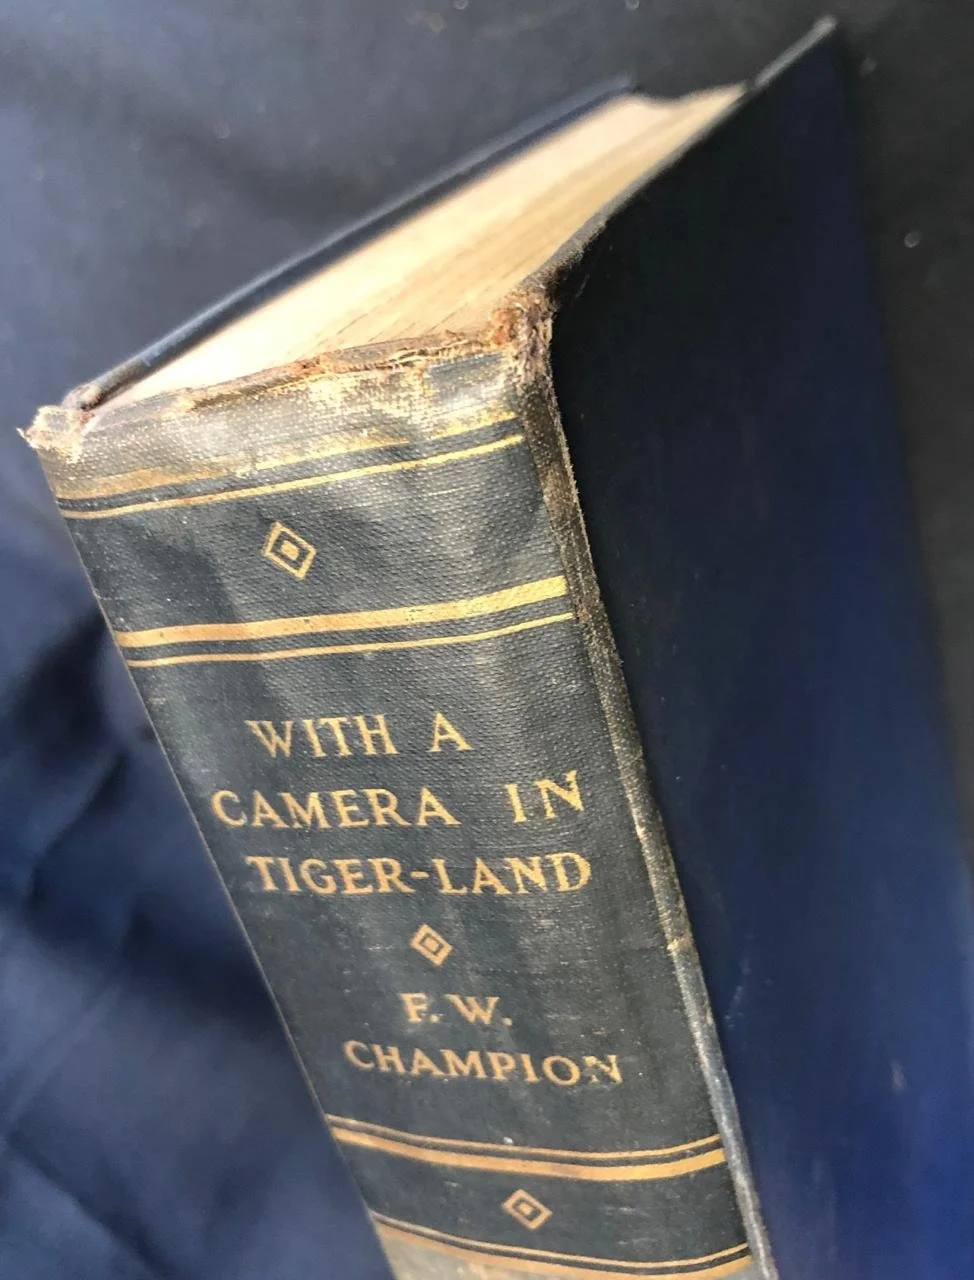 WITH A
CAMERA IN
TIGER-LAND
F. W.
CHAMPION